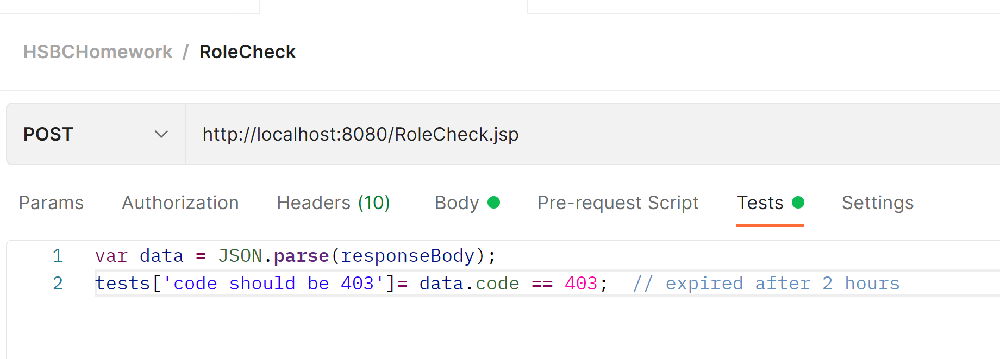 HSBCHomework / RoleCheck
POST http://localhost:8080/RoleCheck.jsp
Params Authorization Headers (10) Body Pre-request Script Tests Settings
1 var data = JSON.parse(responseBody);
2 tests['code should be 403']= data.code == 403;  // expired after 2 hours